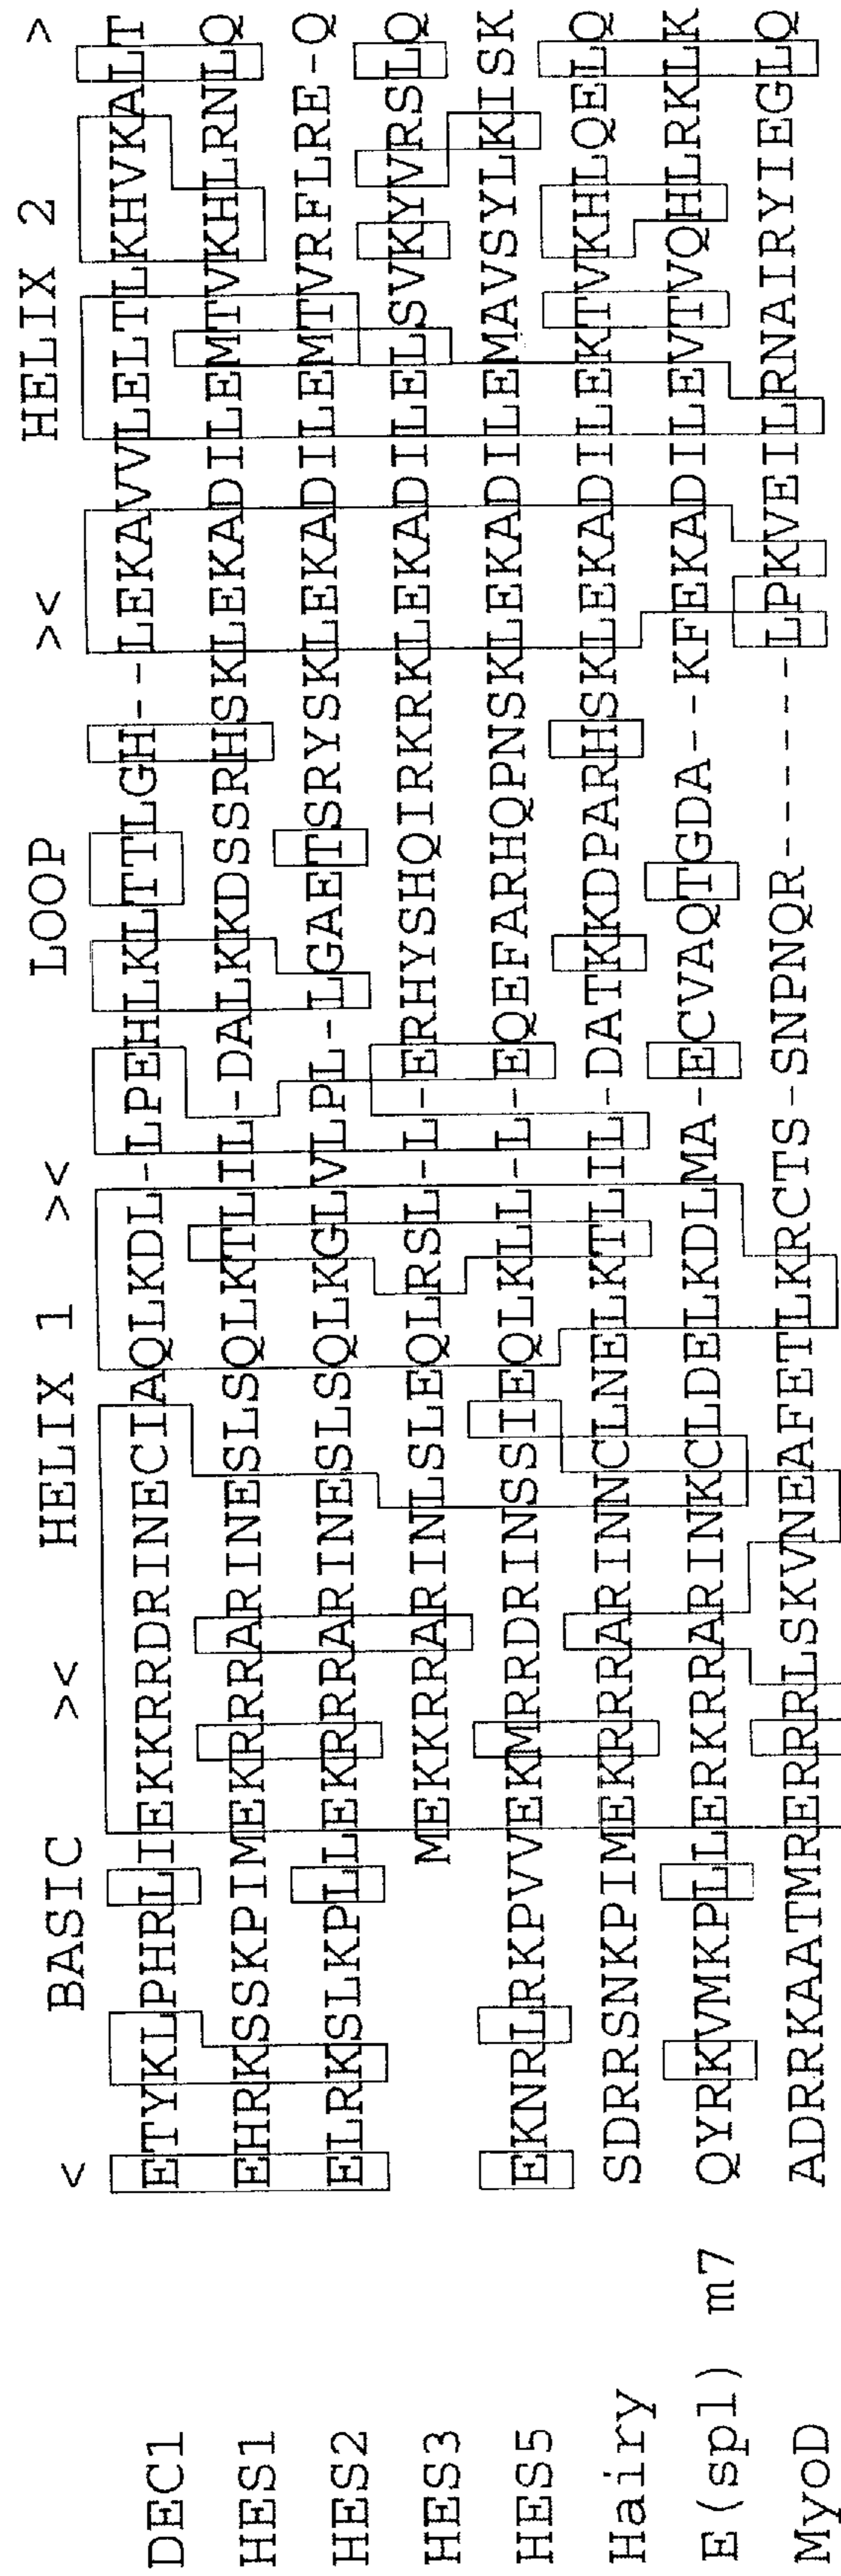 < BASIC >< HELIX 1 >< LOOP >< HELIX 2 >
DEC1 ETYKLPHRLIEKKRRDRINECIAQLKDL-LPEHLKLTTLGH--LEKAVVLELTLKHVKALT
HES1 EHRKSSKPIMEKRRRARINESLSQLKTLIL-DALKKDSSRHSKLEKADILEMTVKHLRNLQ
HES2 ELRKSLKPLLEKRRRARINESLSQLKGLVLPL-LGAETSRYSKLEKADILEMTVRFLRE-Q
HES3 MEKKRRARINLSLEQLRSL-L-ERHYSHQIRKRKLEKADILELSVKYVRSLQ
HES5 EKNRLRKPVVEKMRRDRINSSIEQLKLL-L-EQEFARHQPNSKLEKADILEMAVSYLKISK
Hairy SDRRSNKPIMEKRRRARINNCLNELKTLIL-DATKKDPARHSKLEKADILEKTVKHLQELQ
E(spl) m7 QYRKVMKPLLERKRRARINKCLDELKDLMA-ECVAQTGDA--KFEKADILEVTVQHLRKLK
MyoD ADRRKAATMRERRRLSKVNEAFETLKRCTS-SNPNQR------LPKVEILRNAIRYIEGLQ